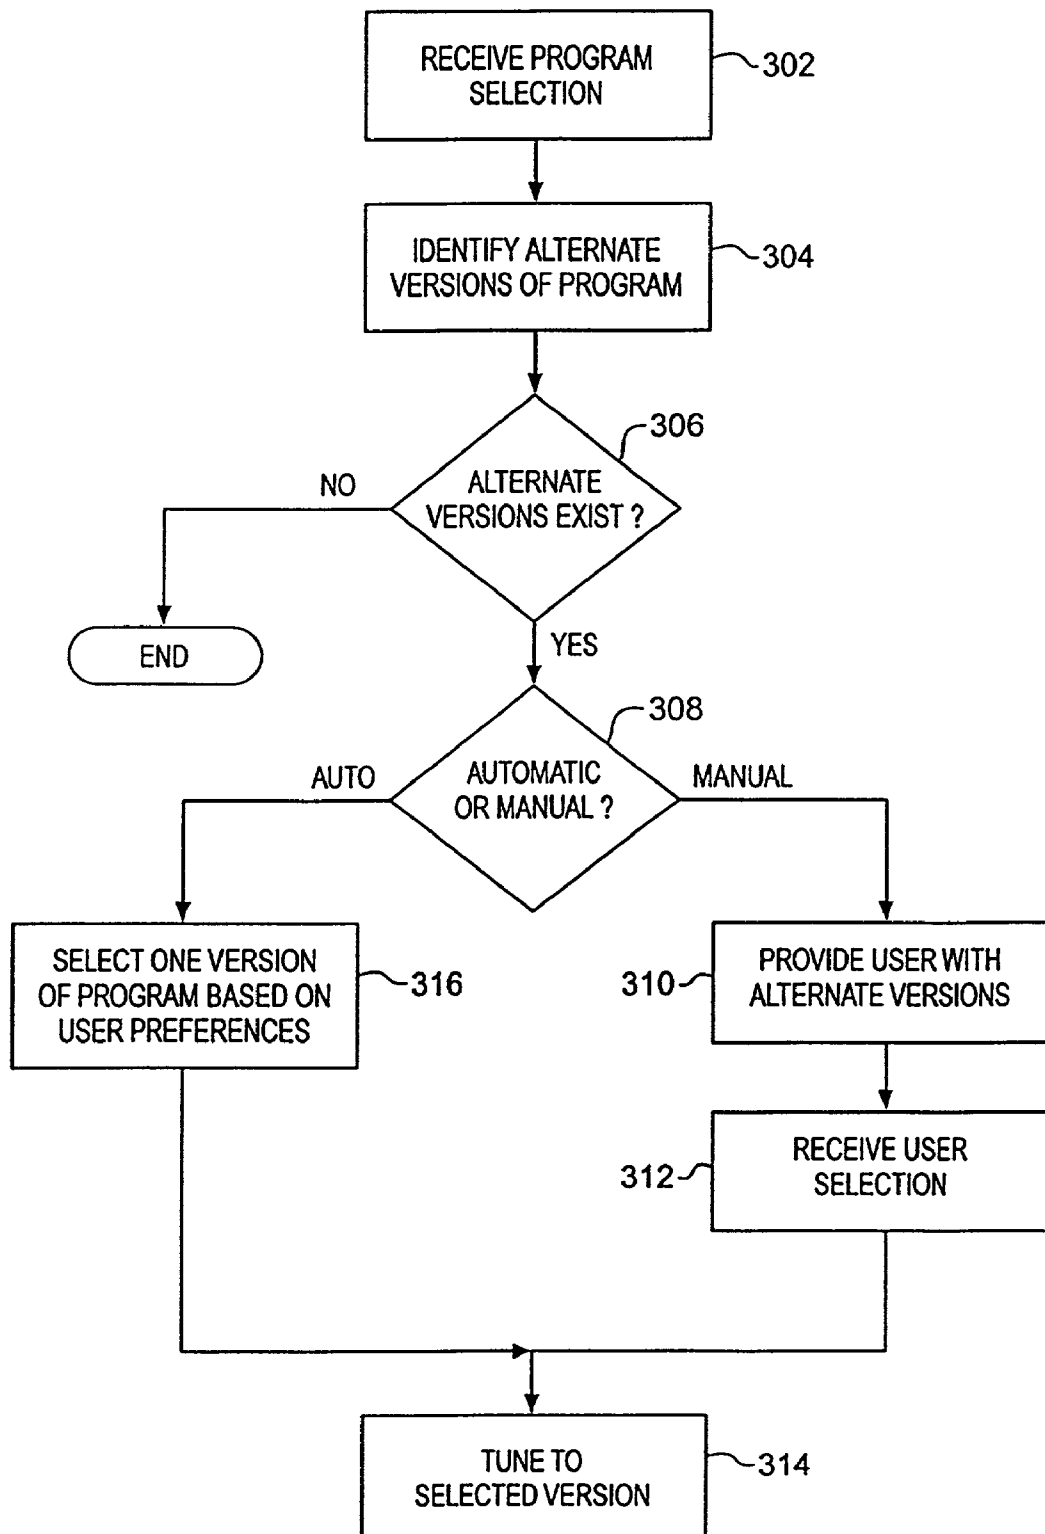 RECEIVE PROGRAM
SELECTION
302
IDENTIFY ALTERNATE
VERSIONS OF PROGRAM
304
306
ALTERNATE
VERSIONS EXIST ?
NO
END
YES
308
AUTOMATIC
OR MANUAL ?
AUTO
MANUAL
SELECT ONE VERSION
OF PROGRAM BASED ON
USER PREFERENCES
316
310
PROVIDE USER WITH
ALTERNATE VERSIONS
312
RECEIVE USER
SELECTION
TUNE TO
SELECTED VERSION
314